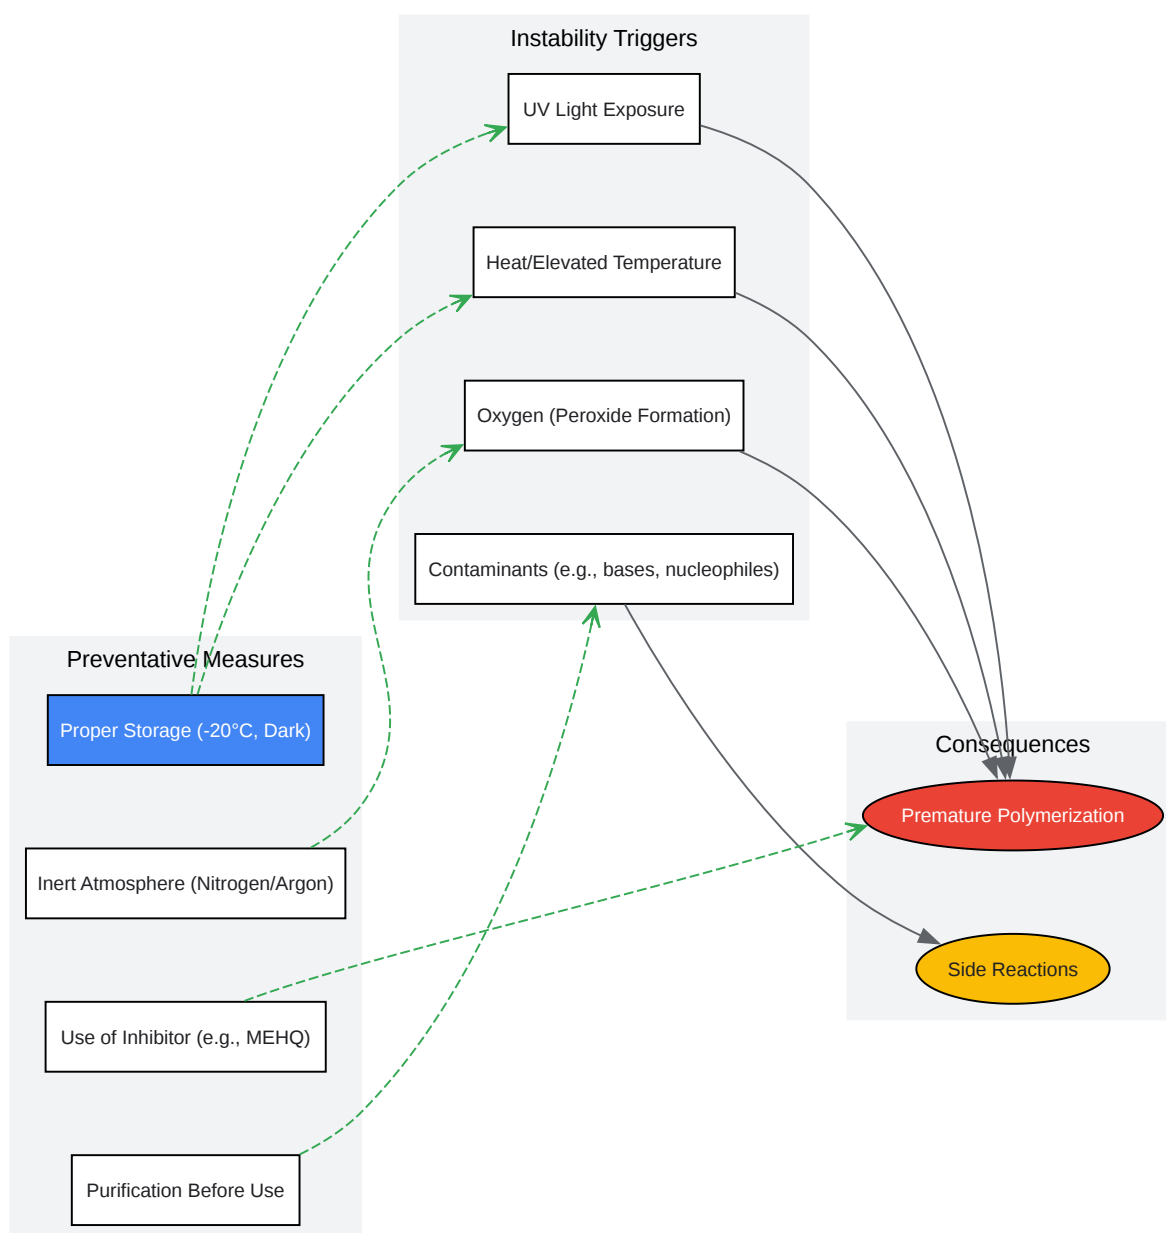 Instability Triggers
UV Light Exposure
Heat/Elevated Temperature
Oxygen (Peroxide Formation)
Contaminants (e.g., bases, nucleophiles)
Preventative Measures
Proper Storage (-20°C, Dark)
Inert Atmosphere (Nitrogen/Argon)
Use of Inhibitor (e.g., MEHQ)
Purification Before Use
Consequences
Premature Polymerization
Side Reactions